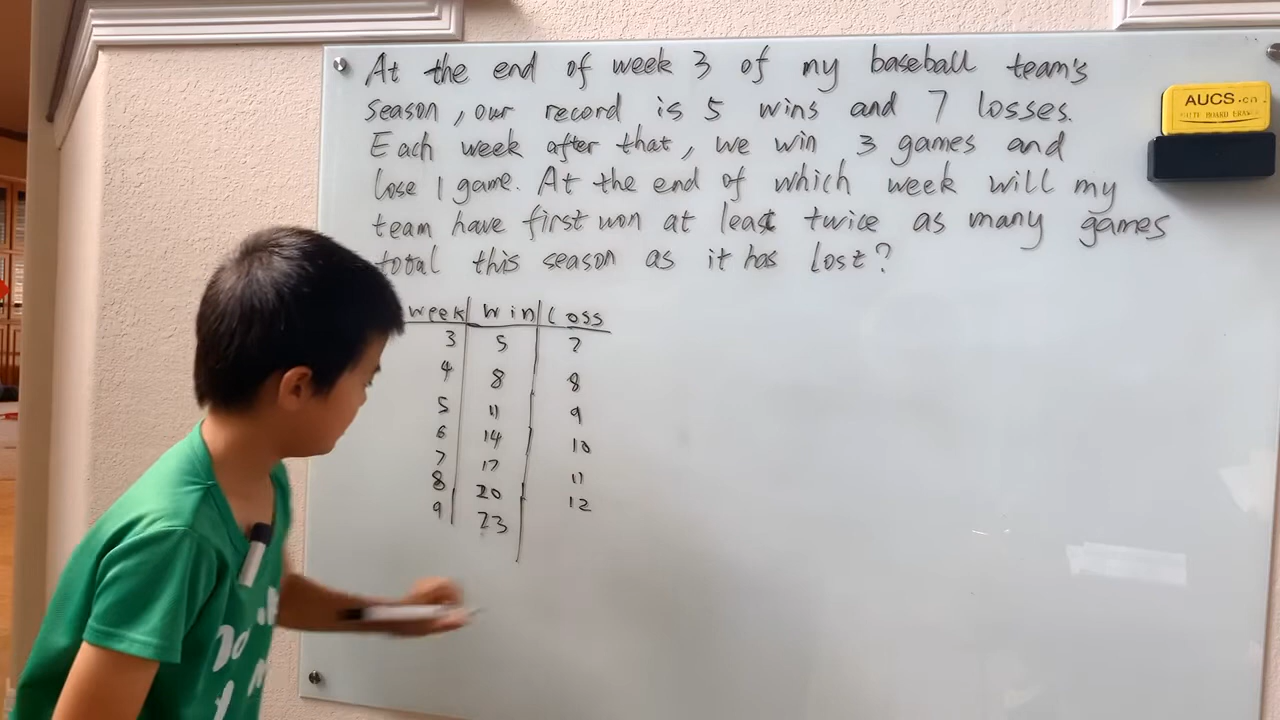 At the end of week 3 of my baseball team's
season, our record is 5 wins and 7 losses.
Each week after that, we win 3 games and
lose 1 game. At the end of which week will my
team have first won at least twice as many games
total this season as it has lost?
week Win Loss
3 5 7
4 8 8
5 11 9
6 14 10
7 17 11
8 20 12
9 23
AUCS.cn
WHITE BOARD ERASER